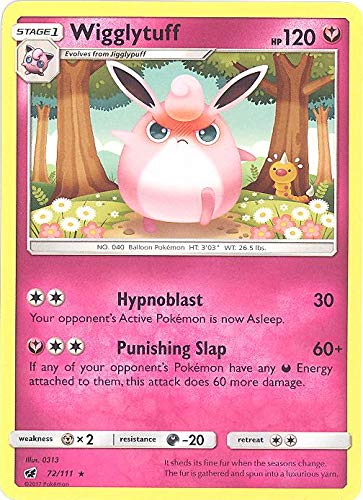 STAGE 1 Wigglytuff HP 120
Evolves from Jigglypuff
NO. 040 Balloon Pokémon HT: 3'03" WT: 26.5 lbs.
Hypnoblast 30
Your opponent's Active Pokémon is now Asleep.
Punishing Slap 60+
If any of your opponent's Pokémon have any Energy
attached to them, this attack does 60 more damage.
weakness ×2 resistance -20 retreat
Illus. 0313
72/111 ★
©2017 Pokémon
It sheds its fine fur when the seasons change.
The fur is gathered and spun into a luxurious yarn.